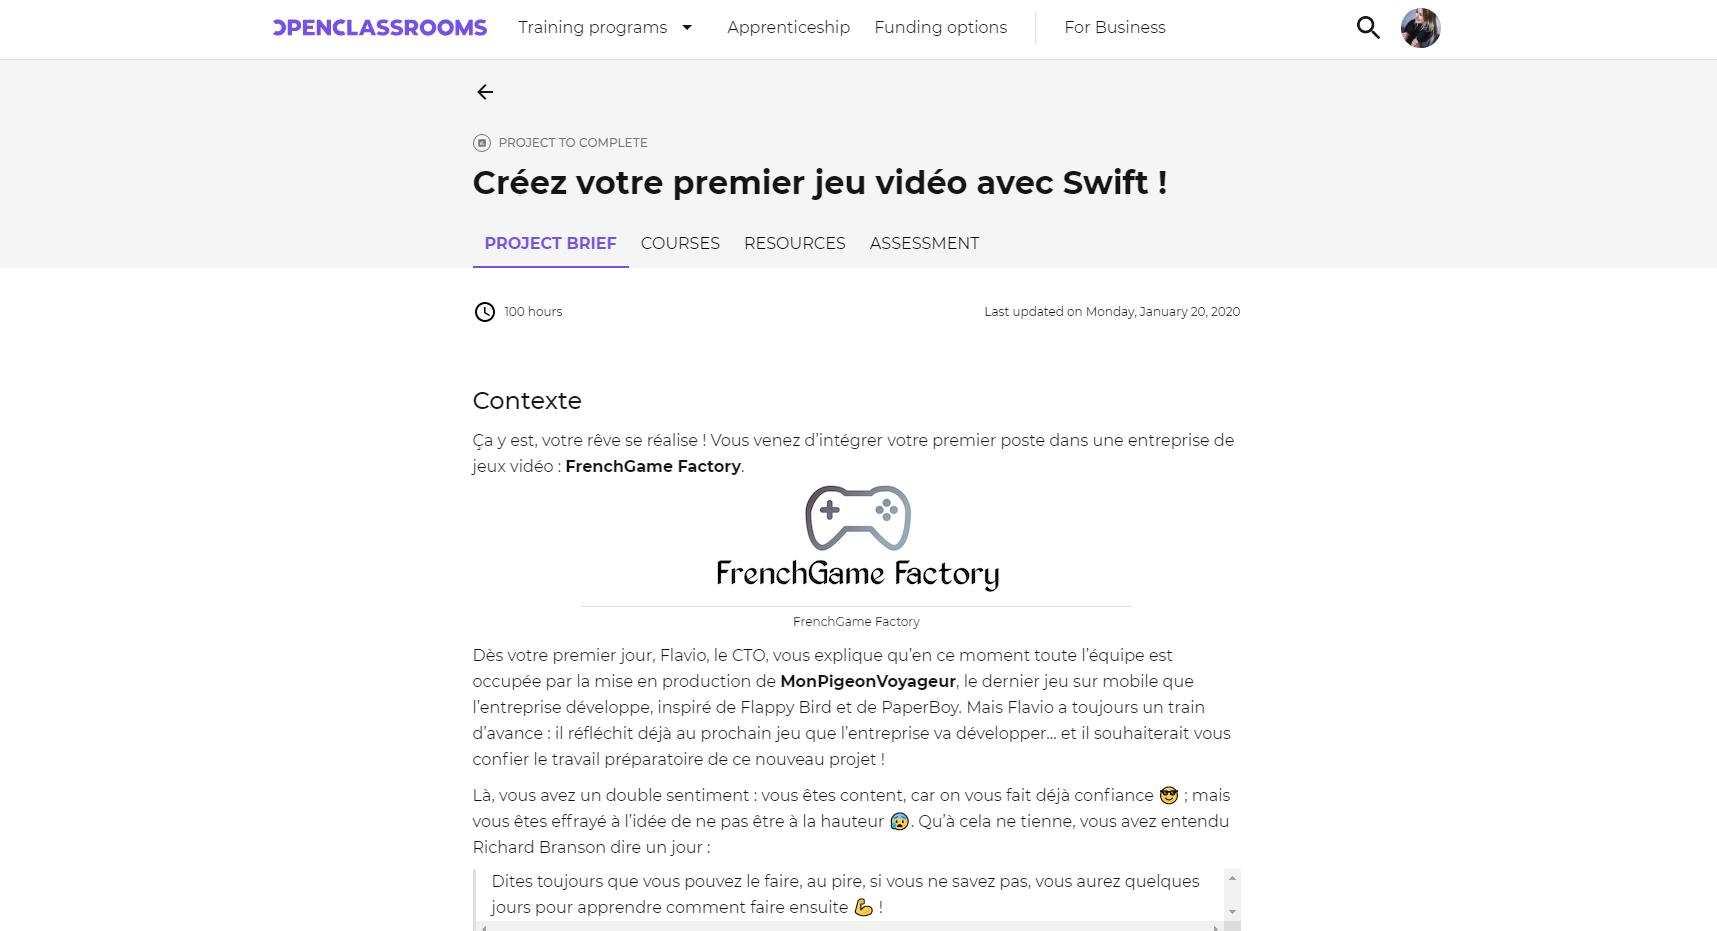 OPENCLASSROOMS Training programs Apprenticeship Funding options For Business
PROJECT TO COMPLETE
Créez votre premier jeu vidéo avec Swift !
PROJECT BRIEF COURSES RESOURCES ASSESSMENT
100 hours Last updated on Monday, January 20, 2020
Contexte
Ça y est, votre rêve se réalise ! Vous venez d’intégrer votre premier poste dans une entreprise de
jeux vidéo : FrenchGame Factory.
FrenchGame Factory
FrenchGame Factory
Dès votre premier jour, Flavio, le CTO, vous explique qu’en ce moment toute l’équipe est
occupée par la mise en production de MonPigeonVoyageur, le dernier jeu sur mobile que
l’entreprise développe, inspiré de Flappy Bird et de PaperBoy. Mais Flavio a toujours un train
d’avance : il réfléchit déjà au prochain jeu que l’entreprise va développer... et il souhaiterait vous
confier le travail préparatoire de ce nouveau projet !
Là, vous avez un double sentiment : vous êtes content, car on vous fait déjà confiance 😎 ; mais
vous êtes effrayé à l’idée de ne pas être à la hauteur 😰. Qu’à cela ne tienne, vous avez entendu
Richard Branson dire un jour :
Dites toujours que vous pouvez le faire, au pire, si vous ne savez pas, vous aurez quelques
jours pour apprendre comment faire ensuite 💪 !